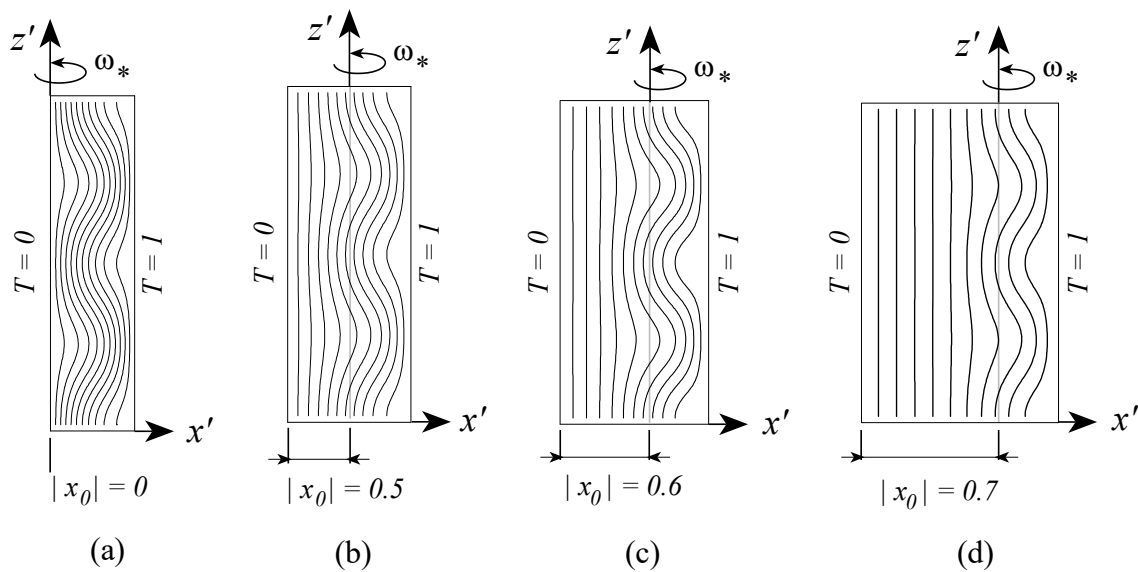 z' ω*
z' ω*
z' ω*
z' ω*
T = 0
T = 1
T = 0
T = 1
T = 0
T = 1
T = 0
T = 1
x'
x'
x'
x'
| x₀| = 0
| x₀| = 0.5
| x₀| = 0.6
| x₀| = 0.7
(a)
(b)
(c)
(d)